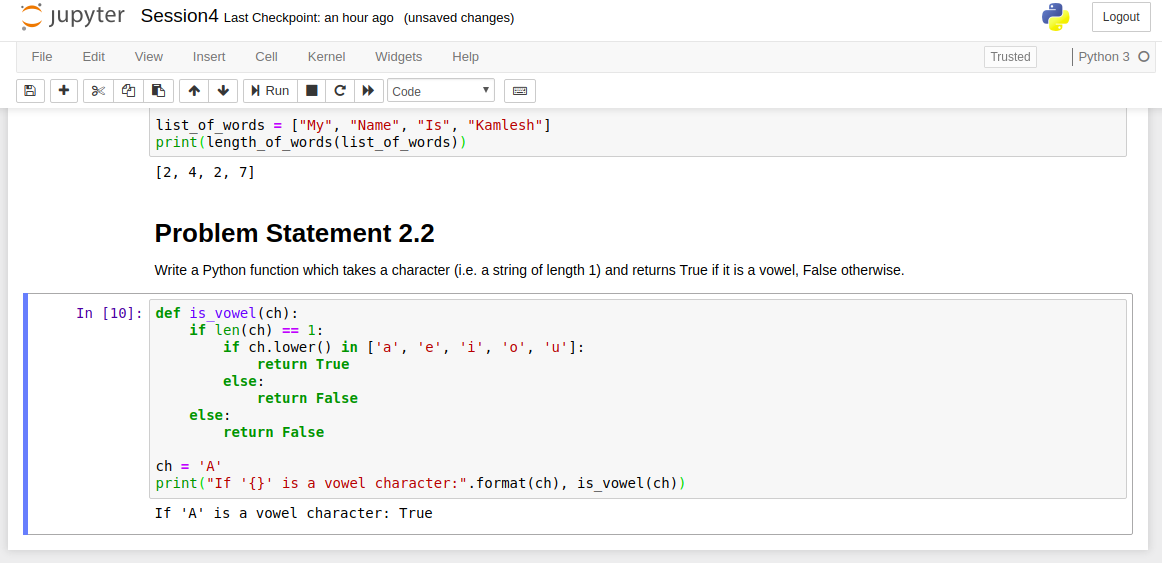 jupyter Session4 Last Checkpoint: an hour ago (unsaved changes) Logout
File Edit View Insert Cell Kernel Widgets Help Trusted Python 3
Run Code
list_of_words = ["My", "Name", "Is", "Kamlesh"]
print(length_of_words(list_of_words))
[2, 4, 2, 7]
Problem Statement 2.2
Write a Python function which takes a character (i.e. a string of length 1) and returns True if it is a vowel, False otherwise.
In [10]: def is_vowel(ch):
    if len(ch) == 1:
        if ch.lower() in ['a', 'e', 'i', 'o', 'u']:
            return True
        else:
            return False
    else:
        return False
ch = 'A'
print("If '{}' is a vowel character:".format(ch), is_vowel(ch))
If 'A' is a vowel character: True